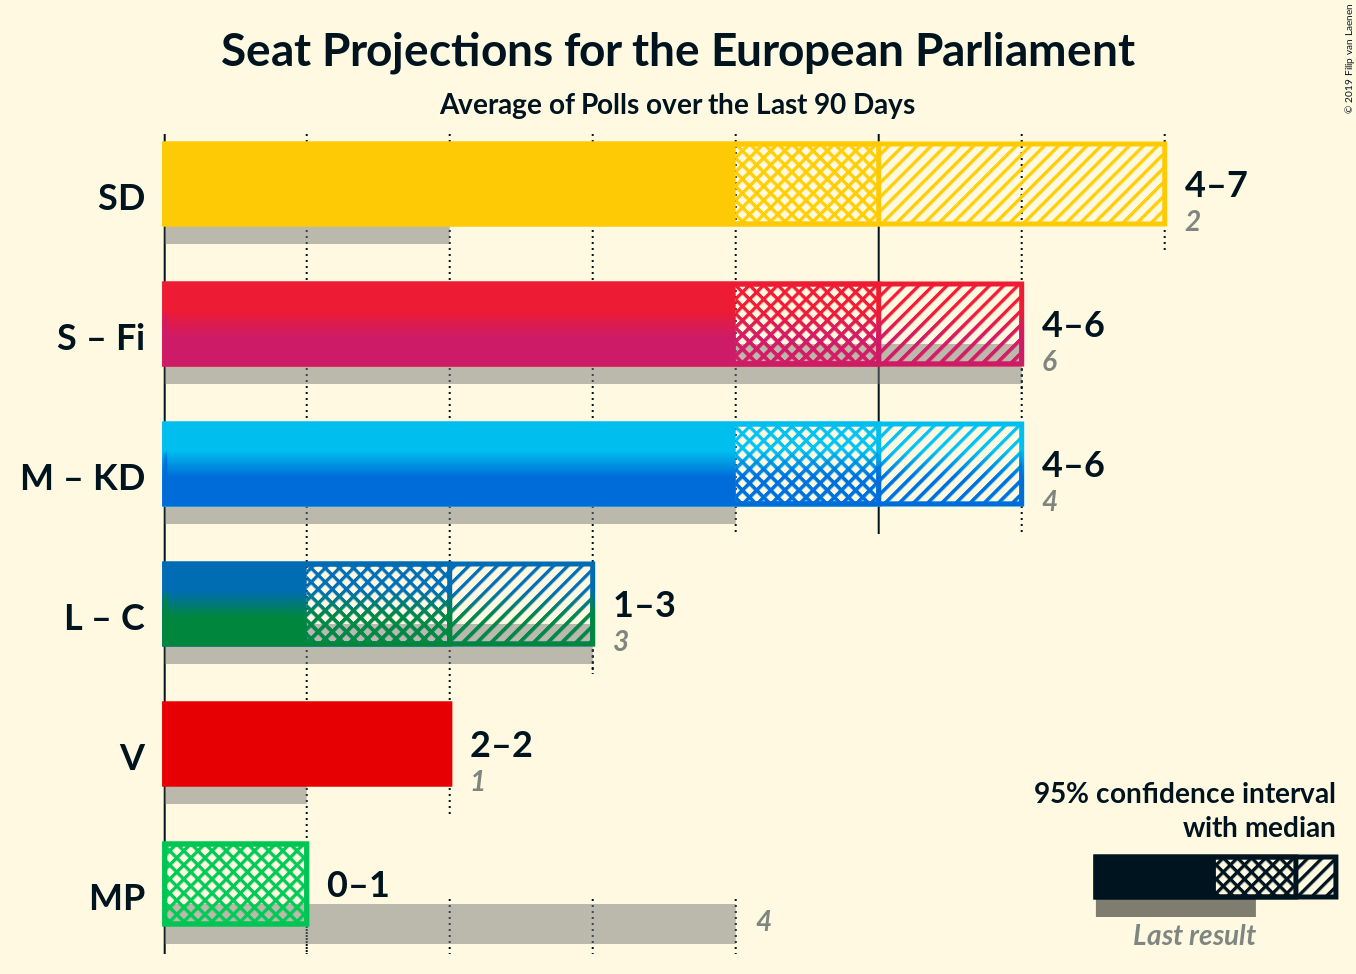 Seat Projections for the European Parliament
Average of Polls over the Last 90 Days
© 2019 Filip van Laenen
SD
4–7
2
S – Fi
4–6
6
M – KD
4–6
4
L – C
1–3
3
V
2–2
1
MP
0–1
4
95% confidence interval
with median
Last result